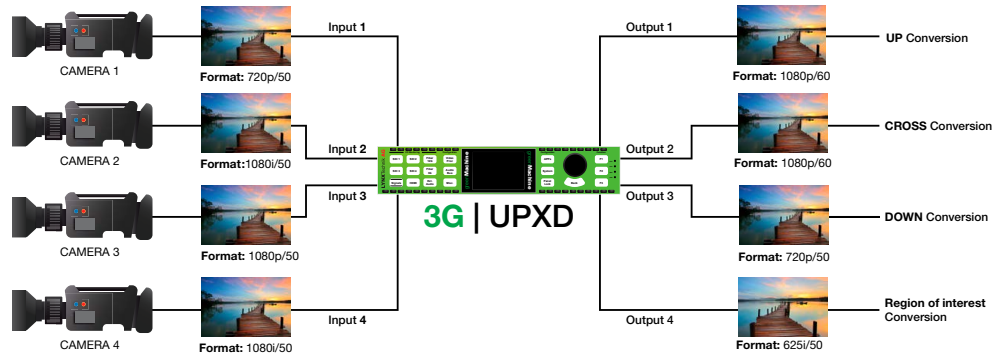 Input 1
Output 1
UP Conversion
CAMERA 1
Format: 720p/50
Format: 1080p/60
Input 2
Output 2
CROSS Conversion
CAMERA 2
Format:1080i/50
Format: 1080p/60
LYNXTechnik
greenMachine
greenMachine
Input 3
Output 3
3G | UPXD
DOWN Conversion
CAMERA 3
Format: 1080p/50
Format: 720p/50
Region of interest
Conversion
Input 4
Output 4
CAMERA 4
Format: 1080i/50
Format: 625i/50